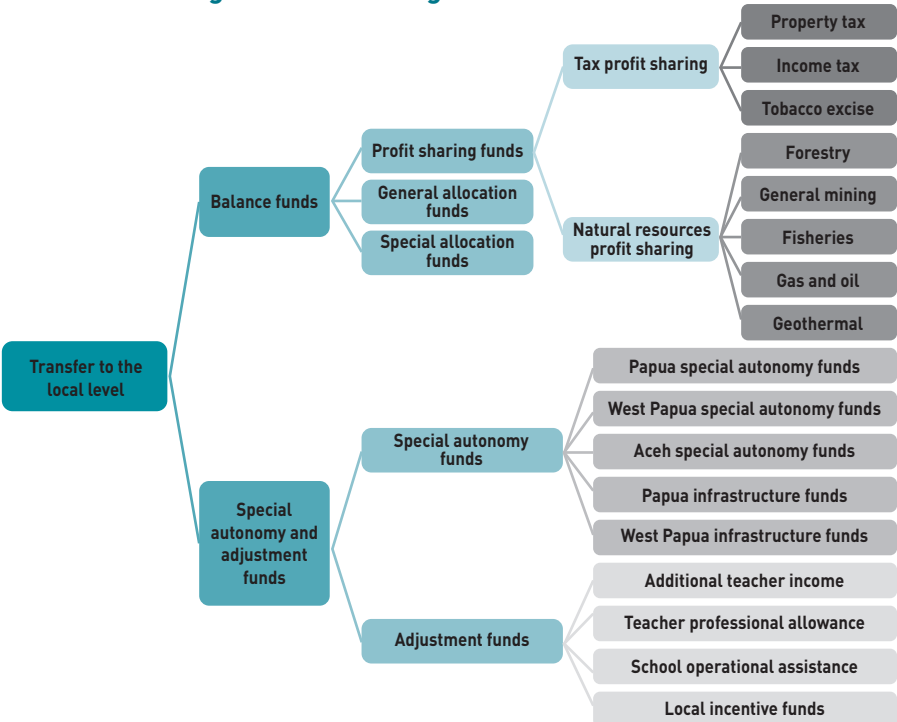 Property tax
Tax profit sharing
Income tax
Tobacco excise
Profit sharing funds
Forestry
Balance funds
General allocation
funds
General mining
Special allocation
funds
Natural resources
profit sharing
Fisheries
Gas and oil
Geothermal
Transfer to the
local level
Papua special autonomy funds
West Papua special autonomy funds
Special autonomy
funds
Aceh special autonomy funds
Papua infrastructure funds
West Papua infrastructure funds
Special
autonomy and
adjustment
funds
Additional teacher income
Teacher professional allowance
Adjustment funds
School operational assistance
Local incentive funds